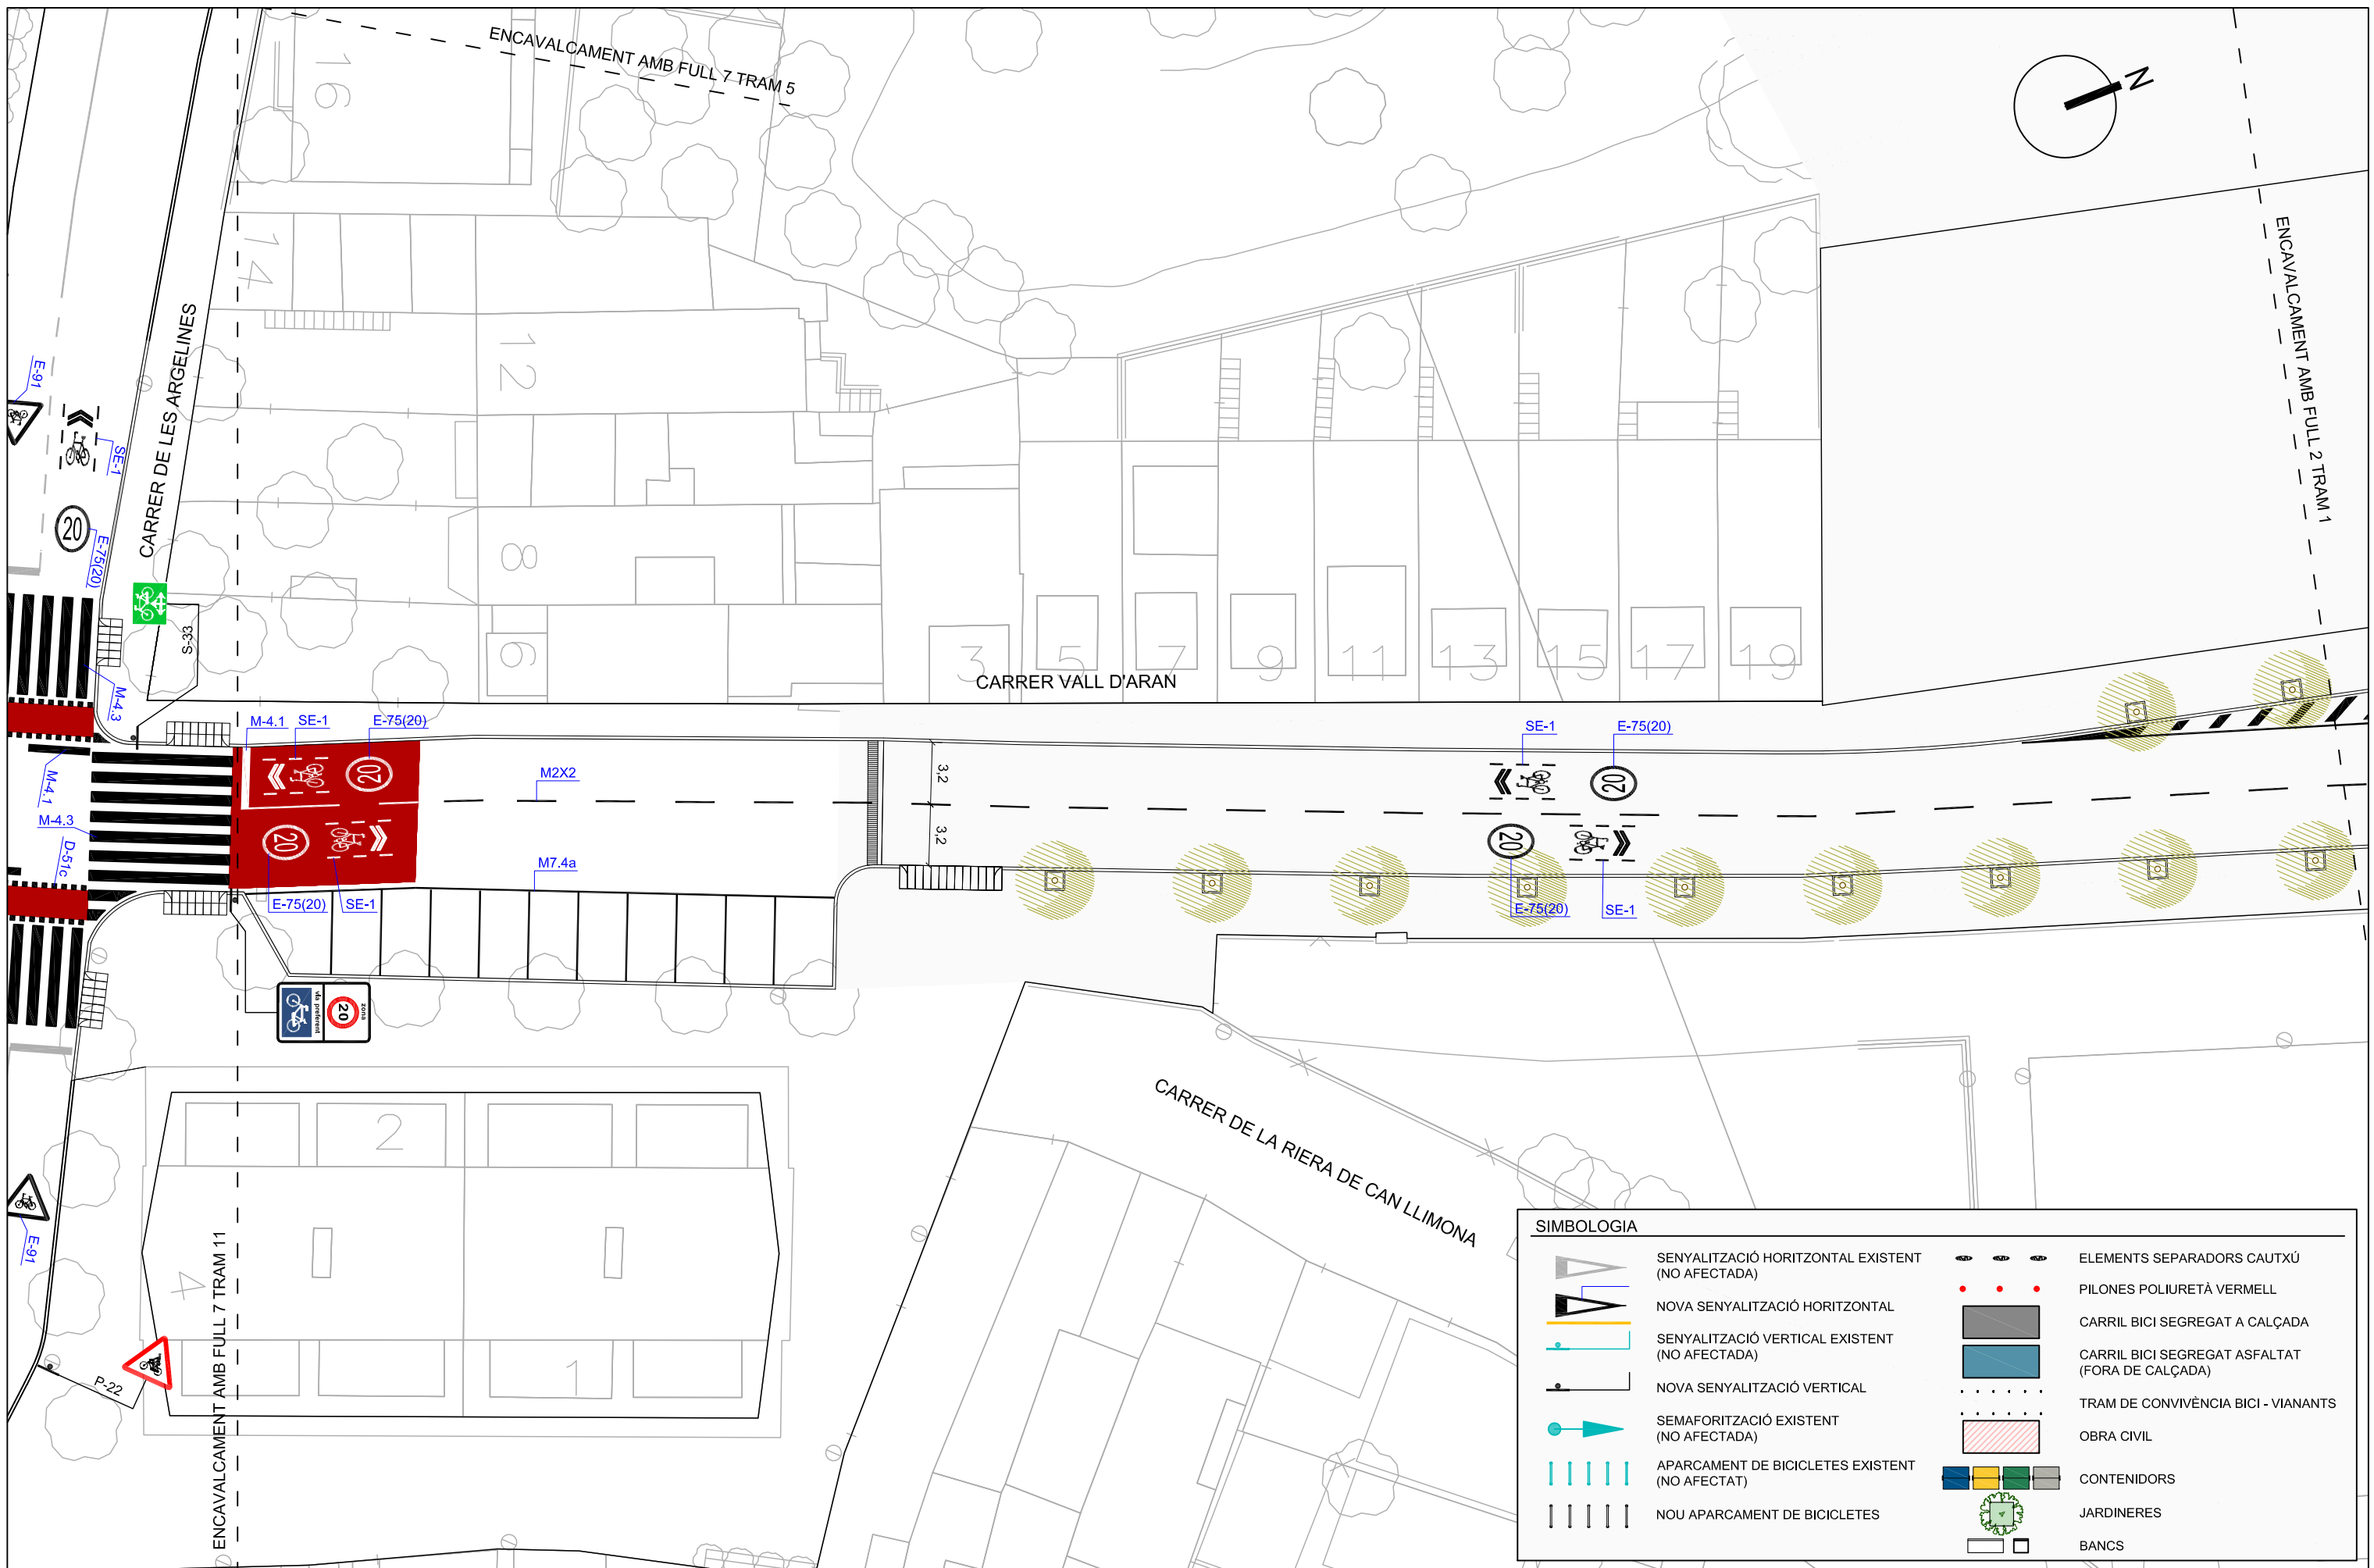 ENCAVALCAMENT AMB FULL 7 TRAM 5
N
ENCAVALCAMENT AMB FULL 2 TRAM 1
16
14
12
8
6
3
5
7
9
11
13
15
17
19
CARRER DE LES ARGELINES
E-91
SE-1
20
E-75(20)
S-33
M-4.3
M-4.1
M-4.3
D-51c
CARRER VALL D'ARAN
M-4.1
SE-1
E-75(20)
20
20
E-75(20)
SE-1
M2X2
M7.4a
3,2
3,2
SE-1
E-75(20)
20
20
E-75(20)
SE-1
zona
20
via preferent
2
4
1
E-91
P-22
ENCAVALCAMENT AMB FULL 7 TRAM 11
CARRER DE LA RIERA DE CAN LLIMONA
SIMBOLOGIA
SENYALITZACIÓ HORITZONTAL EXISTENT
(NO AFECTADA)
NOVA SENYALITZACIÓ HORITZONTAL
SENYALITZACIÓ VERTICAL EXISTENT
(NO AFECTADA)
NOVA SENYALITZACIÓ VERTICAL
SEMAFORITZACIÓ EXISTENT
(NO AFECTADA)
APARCAMENT DE BICICLETES EXISTENT
(NO AFECTAT)
NOU APARCAMENT DE BICICLETES
ELEMENTS SEPARADORS CAUTXÚ
PILONES POLIURETÀ VERMELL
CARRIL BICI SEGREGAT A CALÇADA
CARRIL BICI SEGREGAT ASFALTAT
(FORA DE CALÇADA)
TRAM DE CONVIVÈNCIA BICI - VIANANTS
OBRA CIVIL
CONTENIDORS
JARDINERES
BANCS